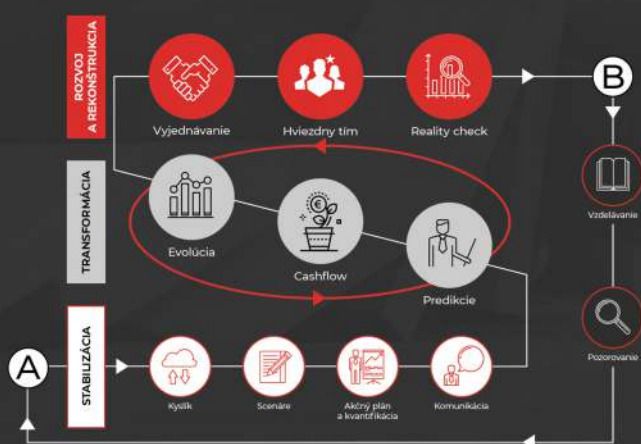 ROZVOJ
A REKONŠTRUKCIA
Vyjednávanie
Hviezdny tím
Reality check
B
Vzdelávanie
TRANSFORMÁCIA
Evolúcia
Cashflow
Predikcie
Pozorovanie
A
STABILIZÁCIA
Kyslík
Scenáre
Akčný plán
a kvantifikácia
Komunikácia